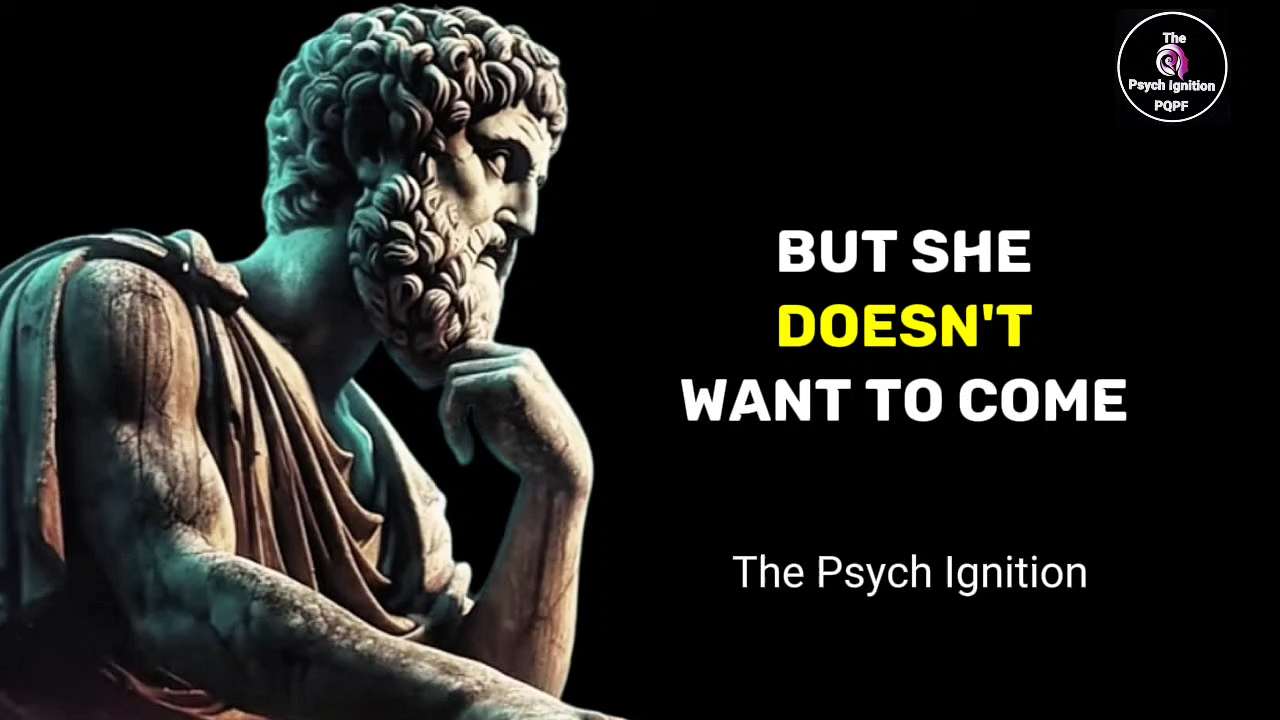 The
Psych Ignition
PQPF
BUT SHE
DOESN'T
WANT TO COME
The Psych Ignition